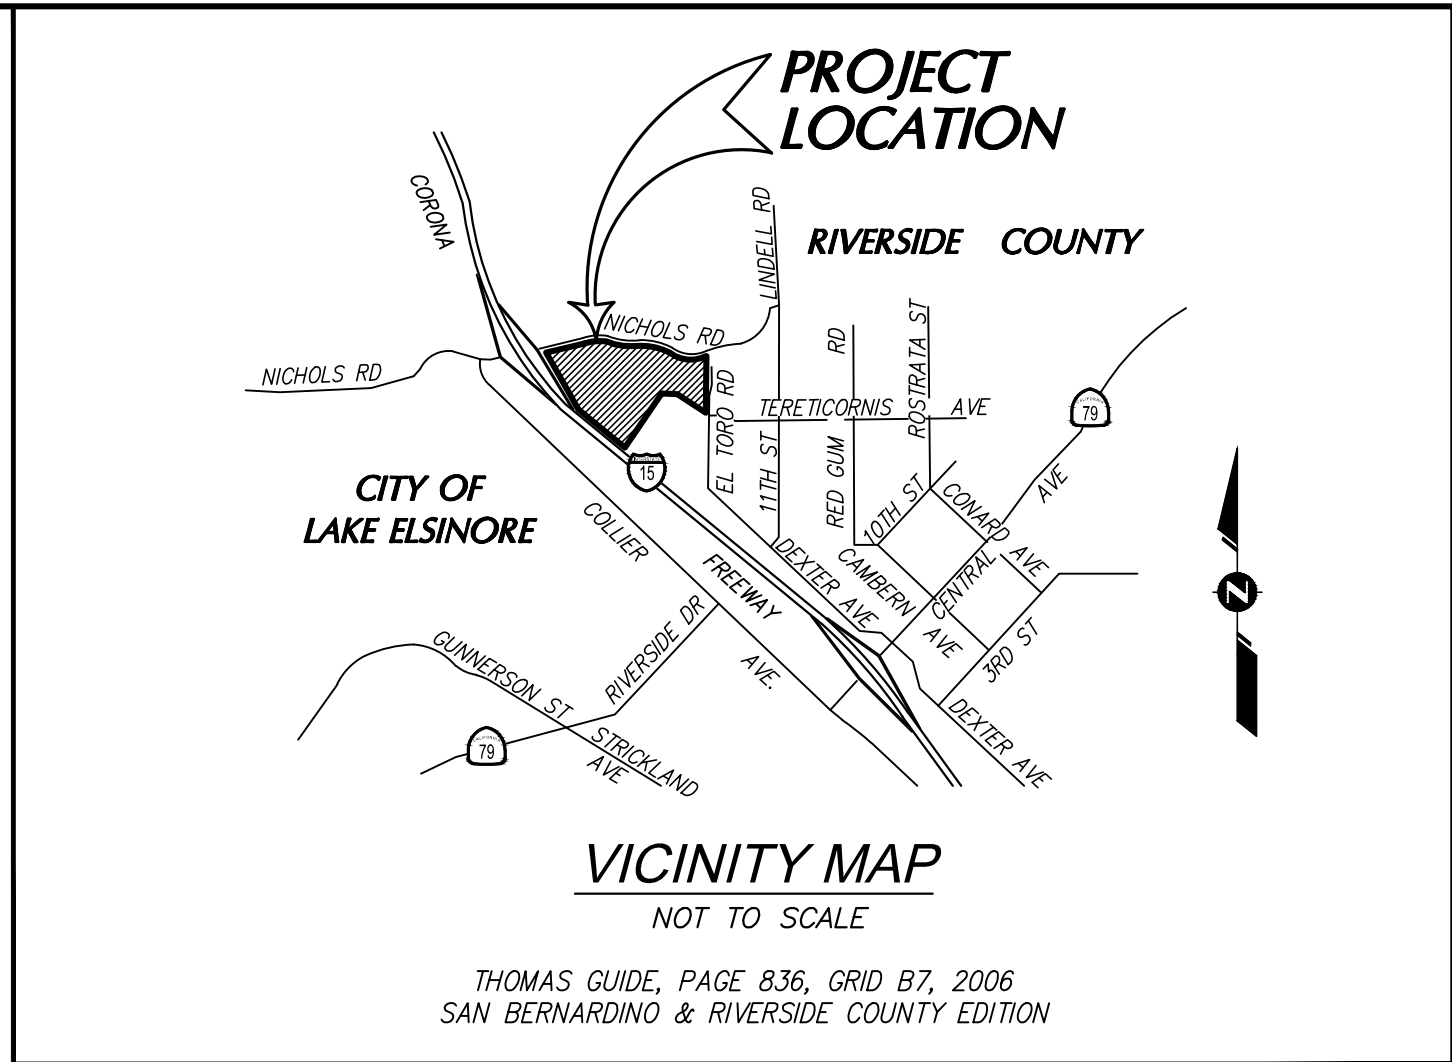 PROJECT
LOCATION
CORONA
LINDELL RD
RIVERSIDE COUNTY
NICHOLS RD
NICHOLS RD
RED GUM RD
ROSTRATA ST
EL TORO RD
TERETICORNIS AVE
CALIFORNIA
79
11TH ST
INTERSTATE
15
CITY OF
LAKE ELSINORE
COLLIER AVE.
10TH ST
CONARD AVE
CENTRAL AVE
DEXTER AVE
CAMBERN AVE
FREEWAY
RIVERSIDE DR
3RD ST
GUNNERSON ST
STRICKLAND
AVE
CALIFORNIA
79
DEXTER AVE
N
VICINITY MAP
NOT TO SCALE
THOMAS GUIDE, PAGE 836, GRID B7, 2006
SAN BERNARDINO & RIVERSIDE COUNTY EDITION